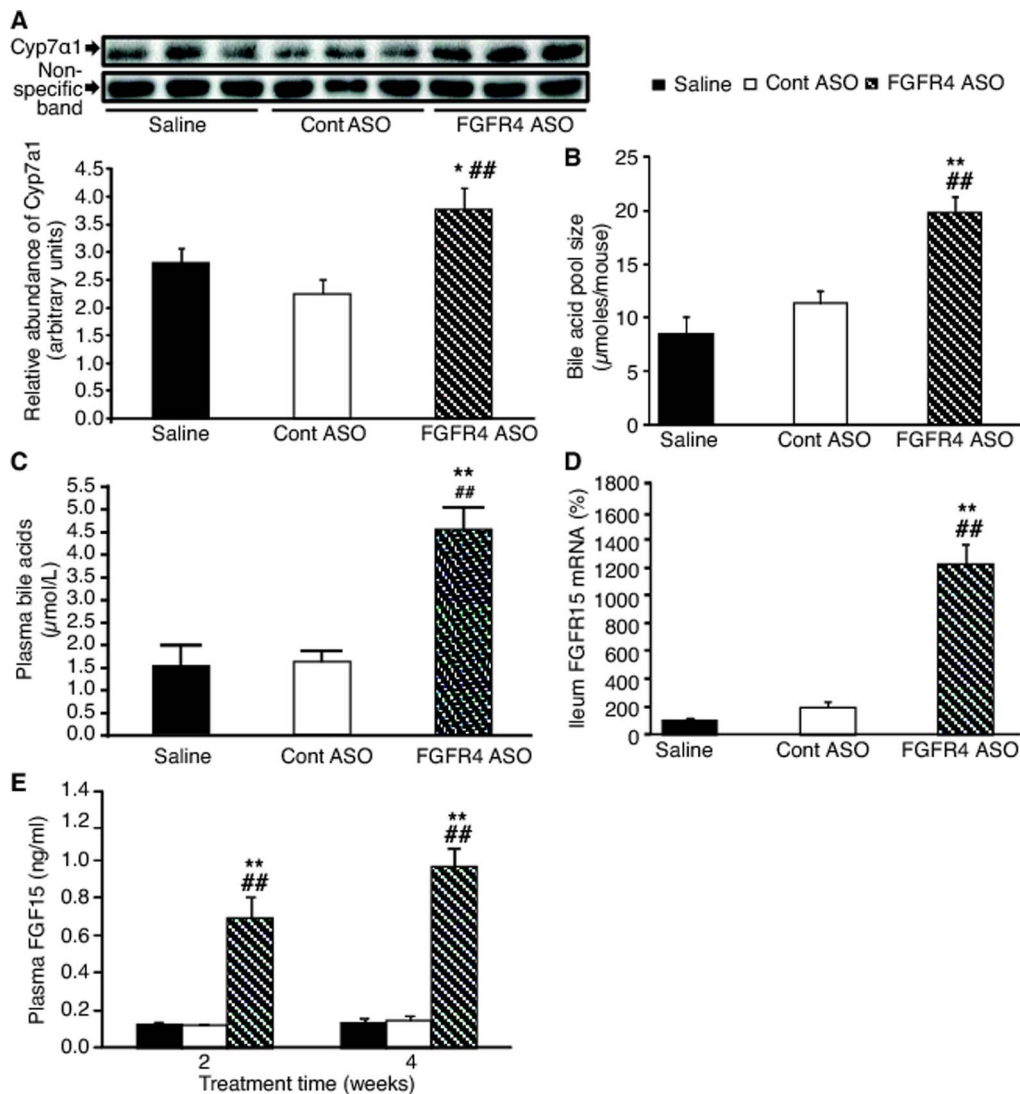 A
Cyp7α1
Non-
specific
band
Saline
Cont ASO
FGFR4 ASO
Saline Cont ASO FGFR4 ASO
Relative abundance of Cyp7a1
(arbitrary units)
4.5
4.0
3.5
3.0
2.5
2.0
1.5
1.0
0.5
0.0
* ##
Saline
Cont ASO
FGFR4 ASO
B
Bile acid pool size
(µmoles/mouse)
25
20
15
10
5
0
**
##
Saline
Cont ASO
FGFR4 ASO
C
Plasma bile acids
(µmol/L)
5.5
5.0
4.5
4.0
3.5
3.0
2.5
2.0
1.5
1.0
0.5
0.0
**
##
Saline
Cont ASO
FGFR4 ASO
D
Ileum FGFR15 mRNA (%)
1800
1600
1400
1200
1000
800
600
400
200
0
**
##
Saline
Cont ASO
FGFR4 ASO
E
Plasma FGF15 (ng/ml)
1.4
1.2
1.0
0.8
0.6
0.4
0.2
0.0
**
##
**
##
2
4
Treatment time (weeks)